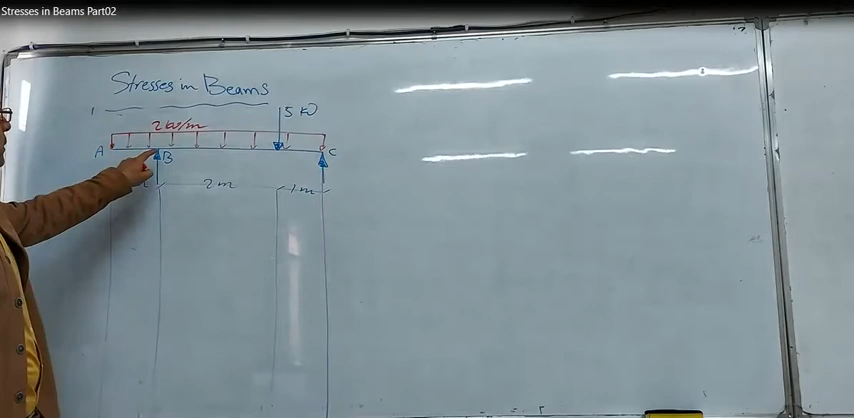 Stresses in Beams Part02
Stresses in Beams
5 kN
2 kN/m
A
B
C
2m
1m